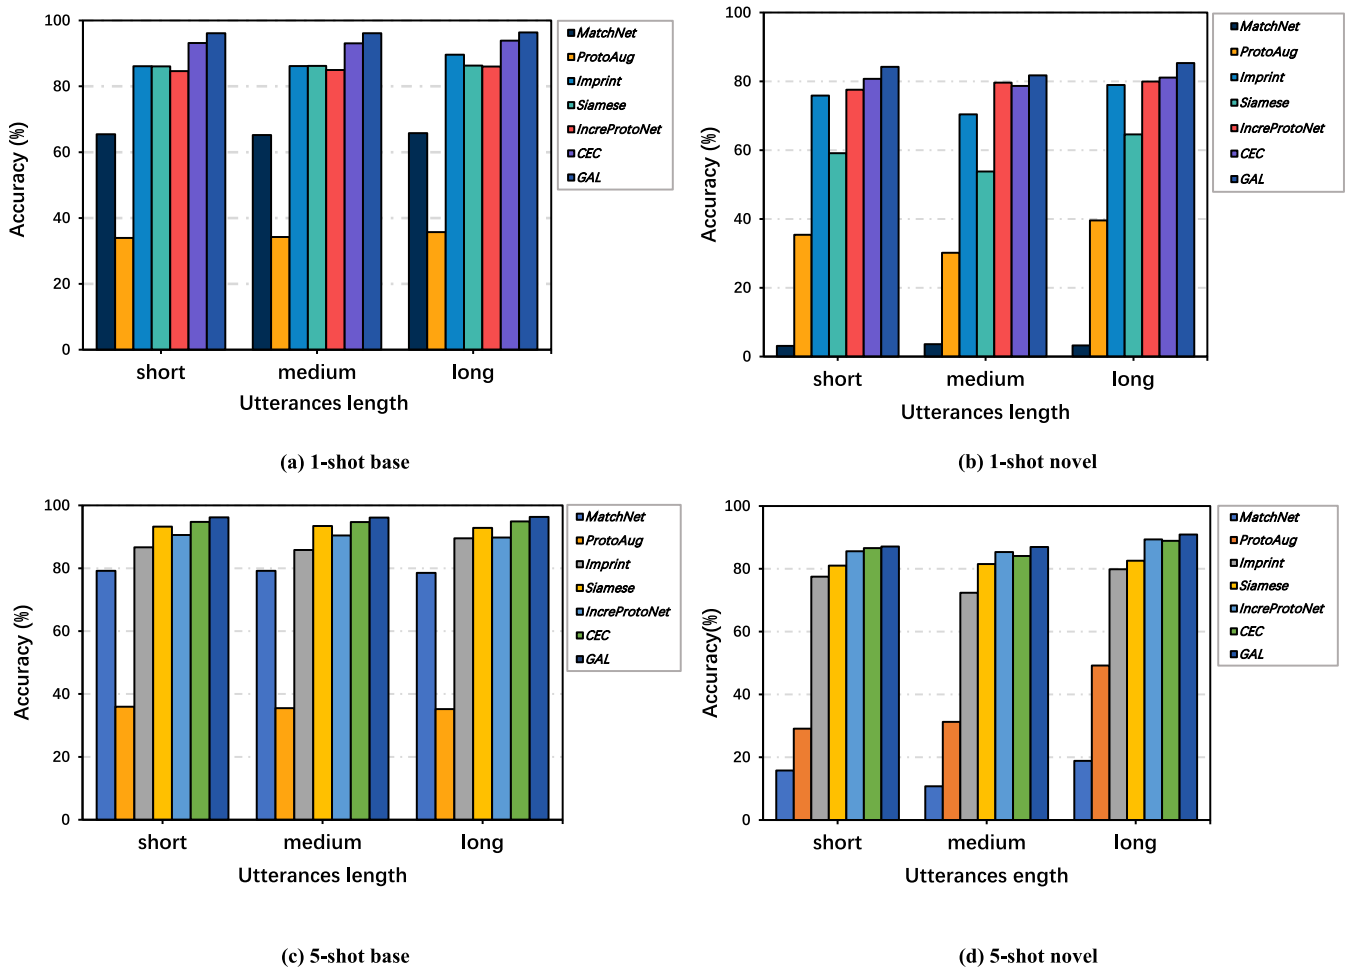 100
80
60
40
20
0
Accuracy (%)
short
medium
long
Utterances length
MatchNet
ProtoAug
Imprint
Siamese
IncreProtoNet
CEC
GAL
(a) 1-shot base
100
80
60
40
20
0
Accuracy (%)
short
medium
long
Utterances length
MatchNet
ProtoAug
Imprint
Siamese
IncreProtoNet
CEC
GAL
(b) 1-shot novel
100
80
60
40
20
0
Accuracy (%)
short
medium
long
Utterances length
MatchNet
ProtoAug
Imprint
Siamese
IncreProtoNet
CEC
GAL
(c) 5-shot base
100
80
60
40
20
0
Accuracy(%)
short
medium
long
Utterances ength
MatchNet
ProtoAug
Imprint
Siamese
IncreProtoNet
CEC
GAL
(d) 5-shot novel